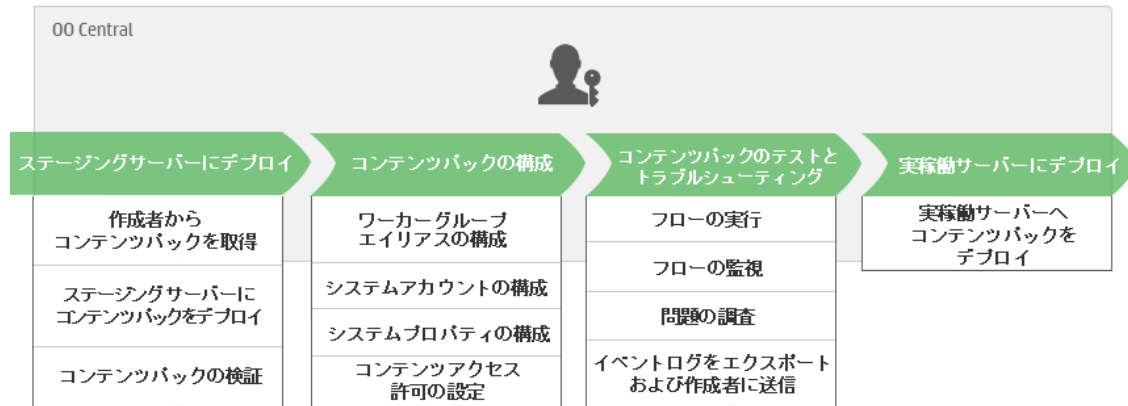 OO Central
ステージングサーバーにデプロイ
コンテンツパックの構成
コンテンツパックのテストと
トラブルシューティング
実稼働サーバーにデプロイ
作成者から
コンテンツパックを取得
ステージングサーバーに
コンテンツパックをデプロイ
コンテンツパックの検証
ワーカーグループ
エイリアスの構成
システムアカウントの構成
システムプロパティの構成
コンテンツアクセス
許可の設定
フローの実行
フローの監視
問題の調査
イベントログをエクスポート
および作成者に送信
実稼働サーバーへ
コンテンツパックを
デプロイ